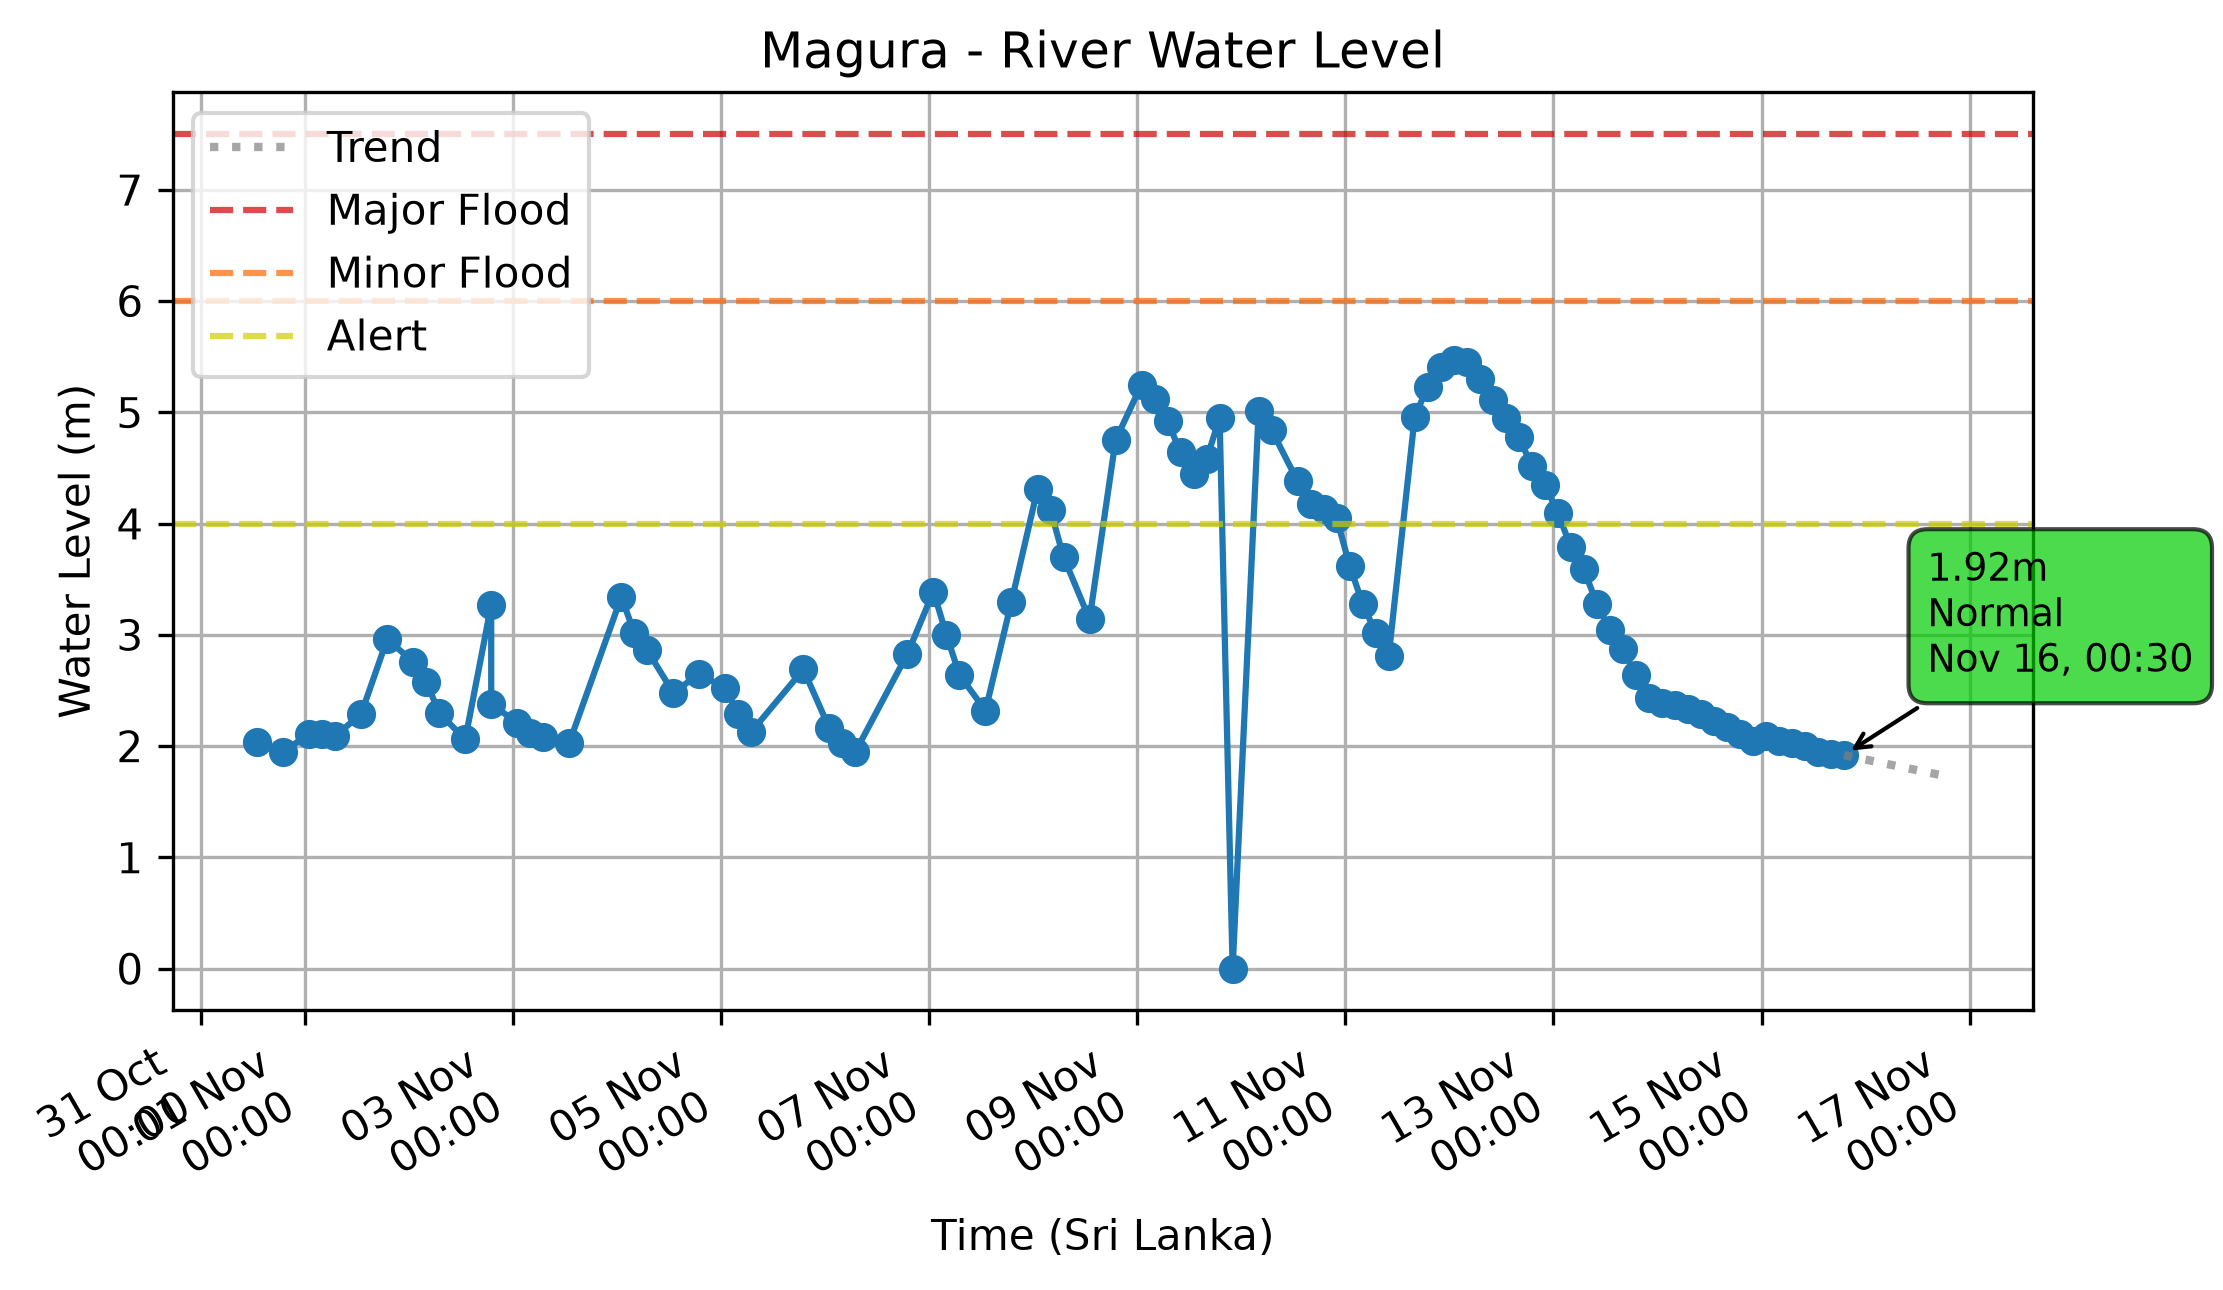 Magura - River Water Level
Trend
Major Flood
Minor Flood
Alert
7
6
5
4
3
2
1
0
Water Level (m)
1.92m
Normal
Nov 16, 00:30
31 Oct
00:00
01 Nov
00:00
03 Nov
00:00
05 Nov
00:00
07 Nov
00:00
09 Nov
00:00
11 Nov
00:00
13 Nov
00:00
15 Nov
00:00
17 Nov
00:00
Time (Sri Lanka)